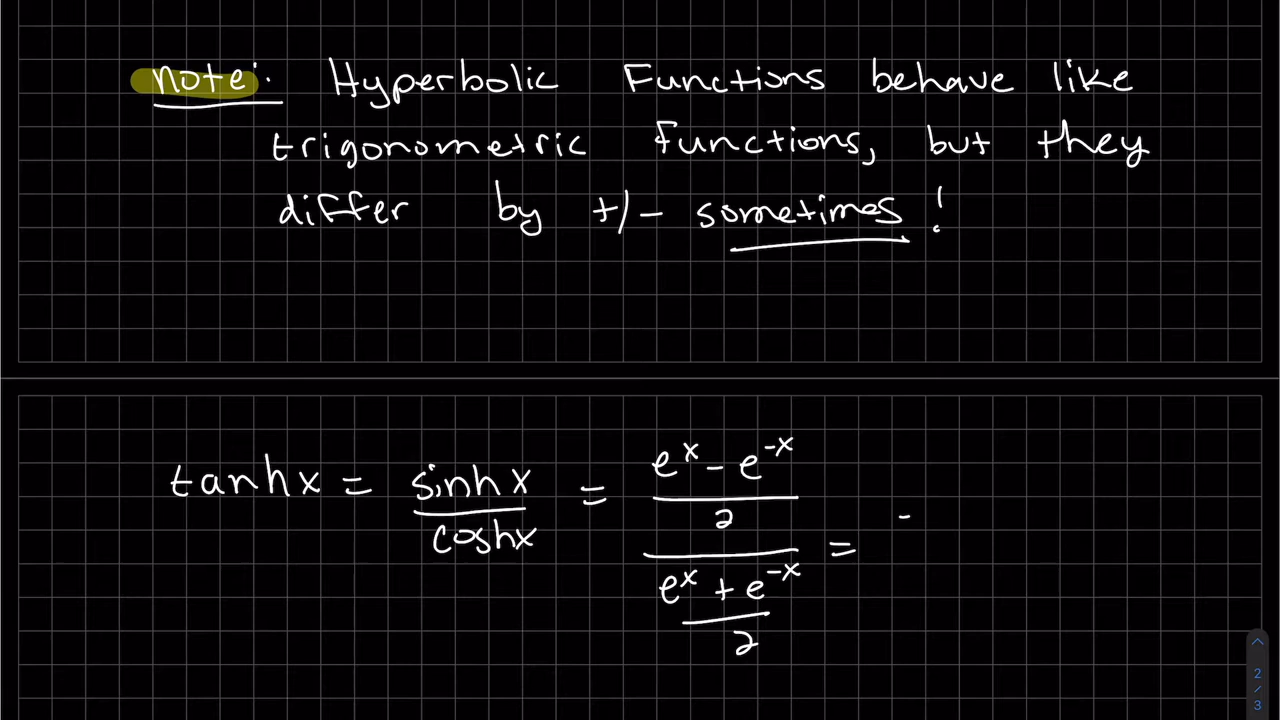 note: Hyperbolic Functions behave like
trigonometric functions, but they
differ by +/- sometimes!
tanhx = sinhx / coshx = ((e^x - e^-x) / 2) / ((e^x + e^-x) / 2) = -
2
/
3